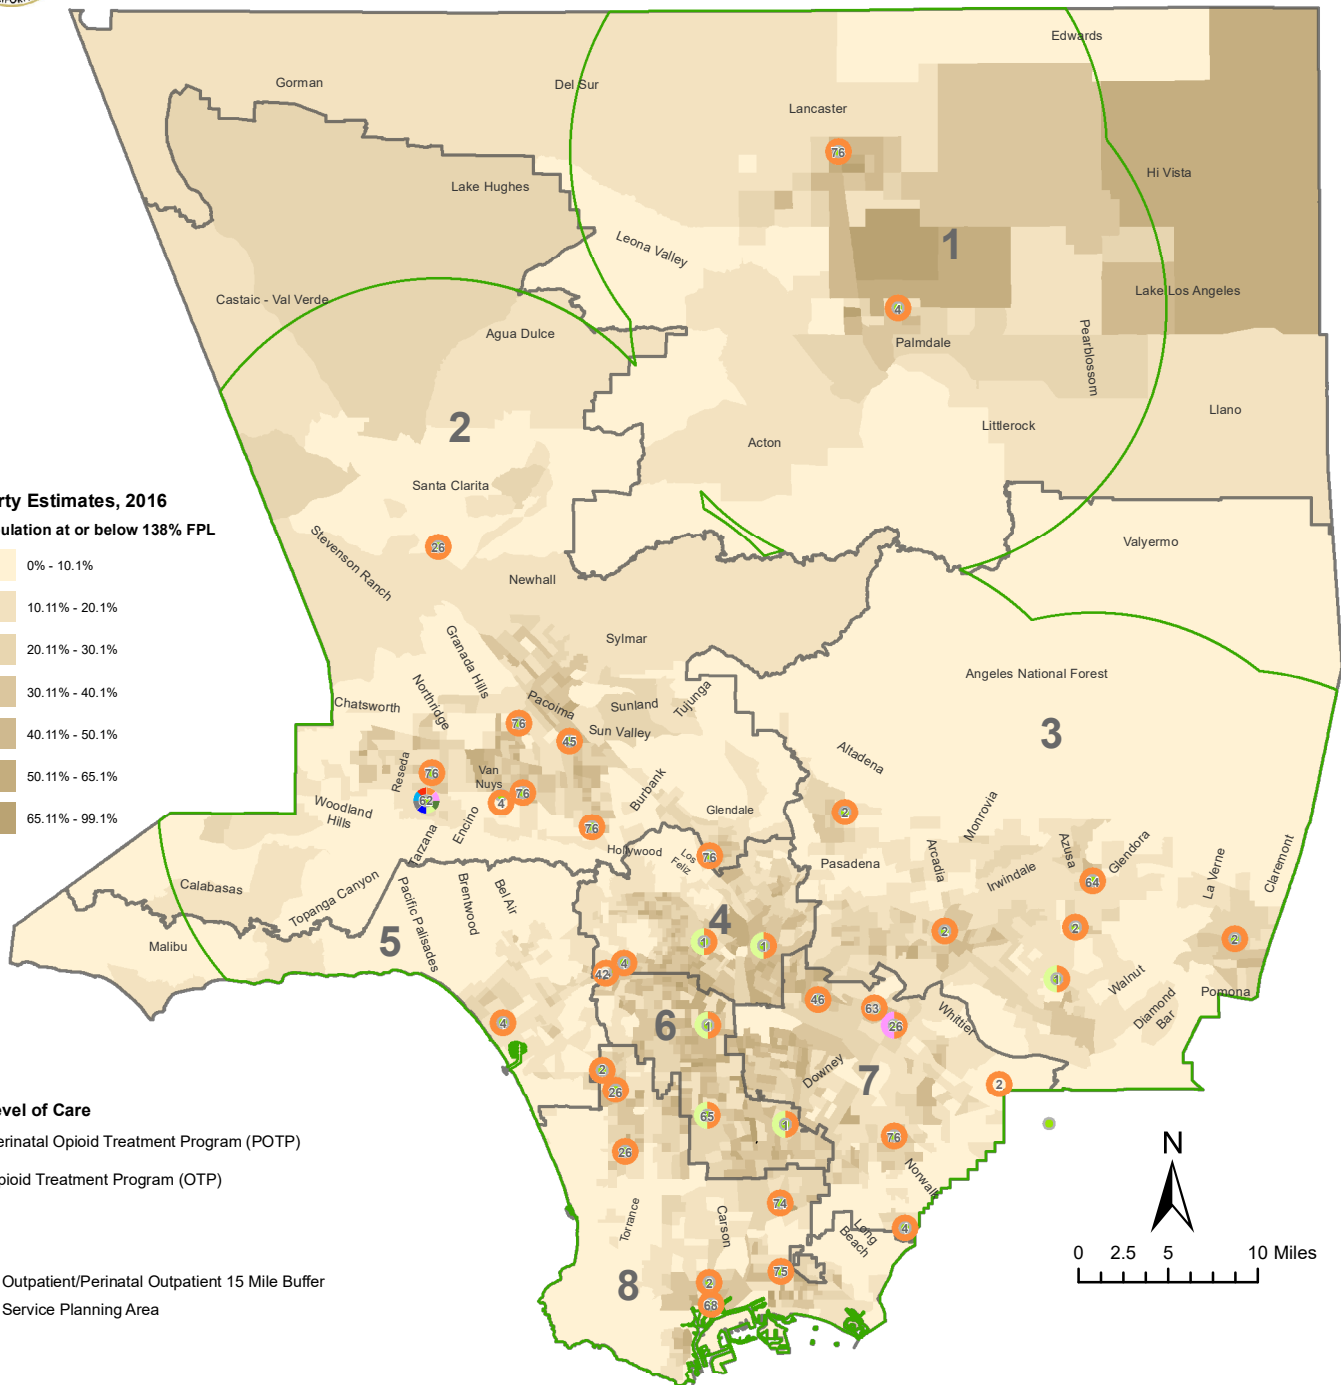 Edwards
Gorman
Del Sur
Lancaster
76
Hi Vista
Lake Hughes
1
Leona Valley
Lake Los Angeles
Castaic - Val Verde
4
Agua Dulce
Palmdale
Pearblossom
Llano
2
Littlerock
Acton
Santa Clarita
rty Estimates, 2016
ulation at or below 138% FPL
0% - 10.1%
10.11% - 20.1%
20.11% - 30.1%
30.11% - 40.1%
40.11% - 50.1%
50.11% - 65.1%
65.11% - 99.1%
26
Valyermo
Stevenson Ranch
Newhall
Sylmar
Granada Hills
Angeles National Forest
Northridge
Chatsworth
Pacoima
Sunland
Tujunga
3
76
Sun Valley
45
Altadena
Reseda
76
Van
Nuys
76
62
4
Burbank
Woodland
Hills
Encino
Glendale
2
Monrovia
76
Tarzana
Hollywood
Los
Feliz
76
Pasadena
Arcadia
Irwindale
Azusa
Glendora
64
La Verne
Claremont
Calabasas
Topanga Canyon
Pacific Palisades
Brentwood
Bel Air
4
Malibu
5
1
1
2
2
2
4
42
1
Walnut
Pomona
Diamond
Bar
46
63
26
Whittier
4
6
1
2
26
Downey
7
2
65
1
76
26
Norwalk
evel of Care
erinatal Opioid Treatment Program (POTP)
pioid Treatment Program (OTP)
Outpatient/Perinatal Outpatient 15 Mile Buffer
Service Planning Area
Torrance
Carson
74
Long
Beach
4
8
75
2
68
N
0 2.5 5 10 Miles